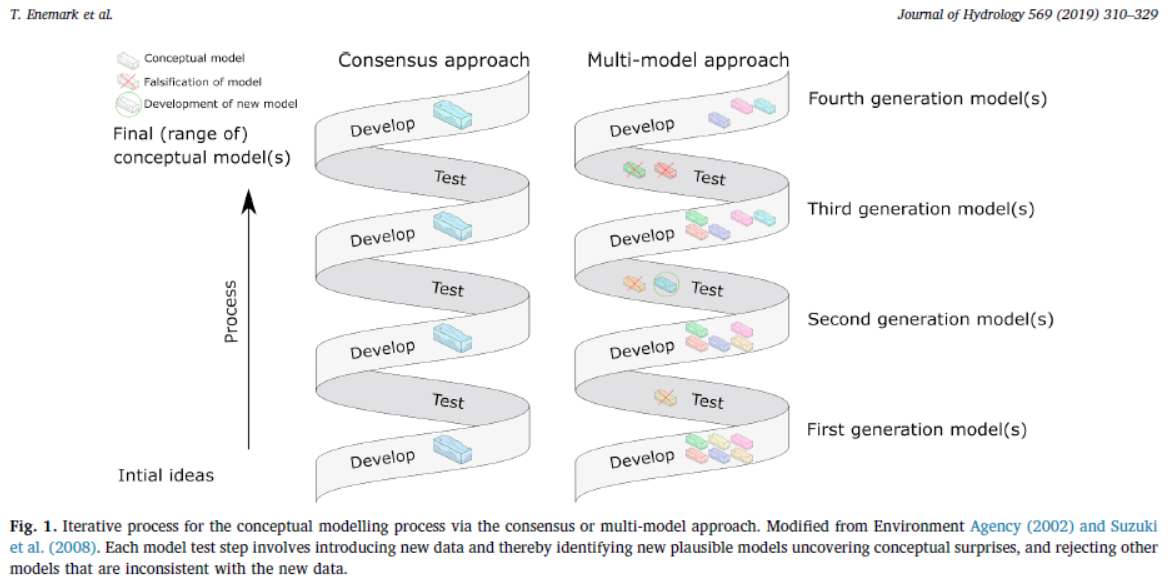 T. Enemark et al.
Journal of Hydrology 569 (2019) 310–329
Conceptual model
Falsification of model
Development of new model
Final (range of)
conceptual model(s)
Process
Intial ideas
Consensus approach
Develop
Test
Develop
Test
Develop
Test
Develop
Multi-model approach
Develop
Test
Develop
Test
Develop
Test
Develop
Fourth generation model(s)
Third generation model(s)
Second generation model(s)
First generation model(s)
Fig. 1. Iterative process for the conceptual modelling process via the consensus or multi-model approach. Modified from Environment Agency (2002) and Suzuki
et al. (2008). Each model test step involves introducing new data and thereby identifying new plausible models uncovering conceptual surprises, and rejecting other
models that are inconsistent with the new data.